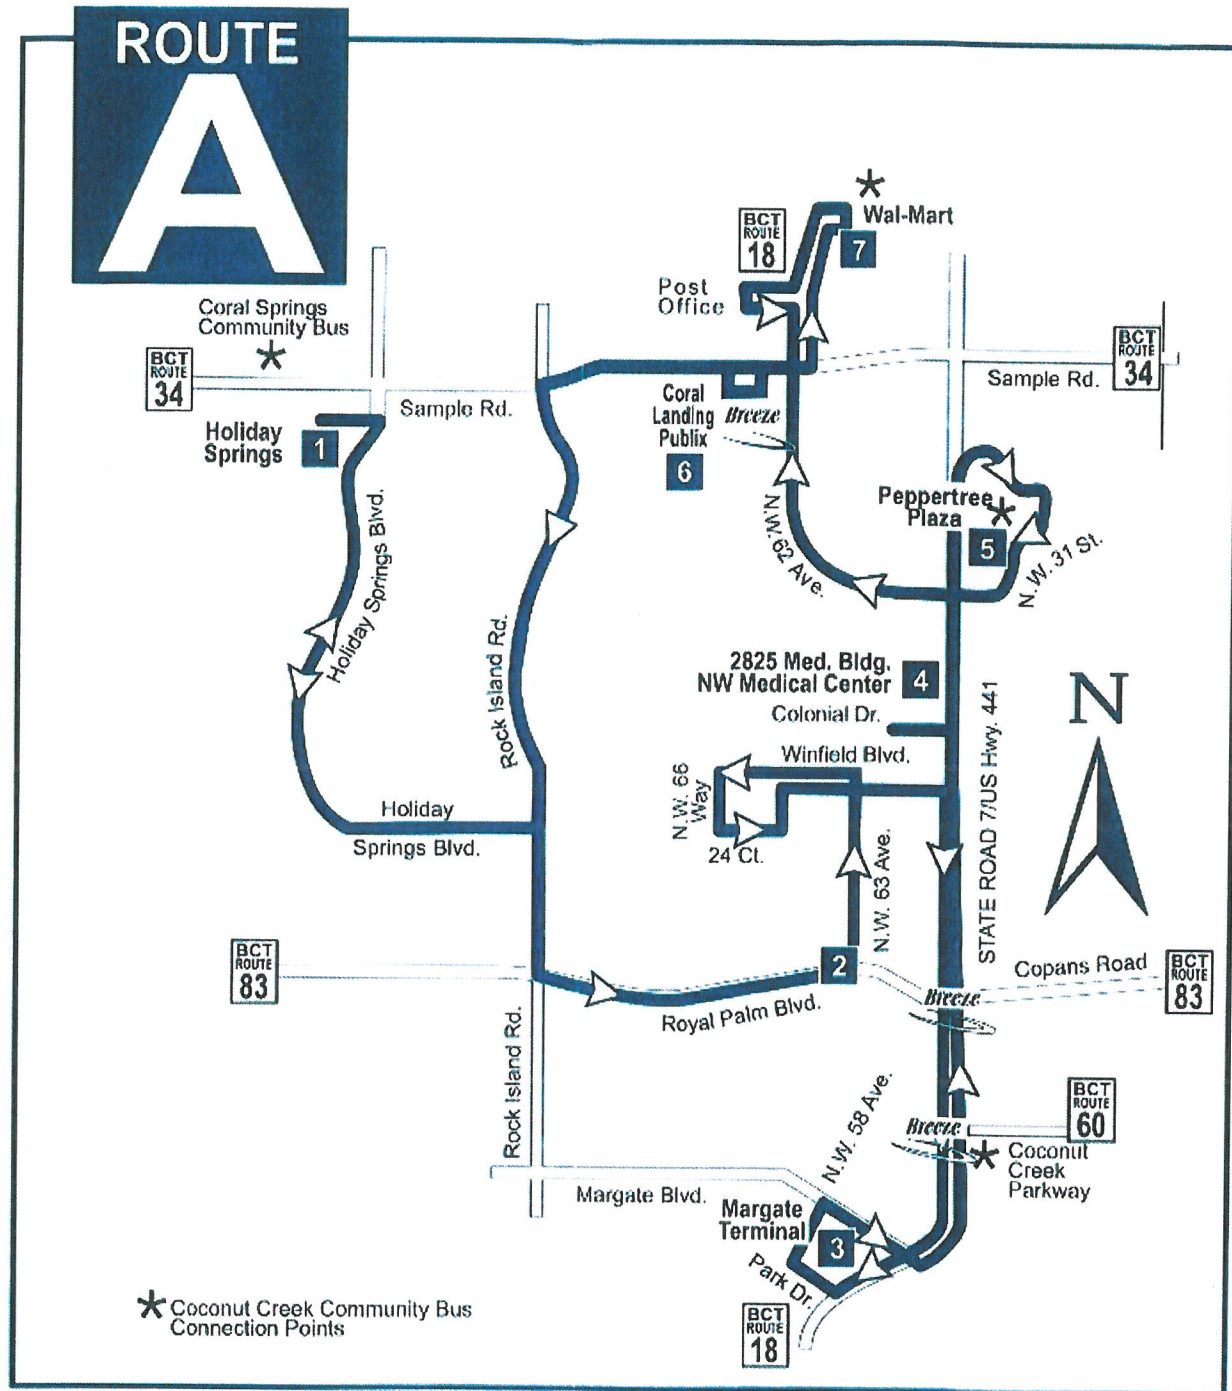 ROUTE
A
Wal-Mart
BCT
ROUTE
18
7
Post
Office
Coral Springs
Community Bus
BCT
ROUTE
34
Sample Rd.
BCT
ROUTE
34
Sample Rd.
Holiday
Springs
1
Coral
Landing
Publix
Breeze
6
Peppertree
Plaza
5
N.W. 31 St.
N.W. 62 Ave.
Holiday Springs Blvd.
Rock Island Rd.
2825 Med. Bldg.
NW Medical Center
4
Colonial Dr.
Winfield Blvd.
N.W. 66
Way
24 Ct.
N.W. 63 Ave.
STATE ROAD 7/US Hwy. 441
N
Holiday
Springs Blvd.
BCT
ROUTE
83
2
Royal Palm Blvd.
Breeze
Copans Road
BCT
ROUTE
83
Rock Island Rd.
N.W. 58 Ave.
Breeze
BCT
ROUTE
60
Coconut
Creek
Parkway
Margate Blvd.
Margate
Terminal
3
Park Dr.
BCT
ROUTE
18
Coconut Creek Community Bus
Connection Points